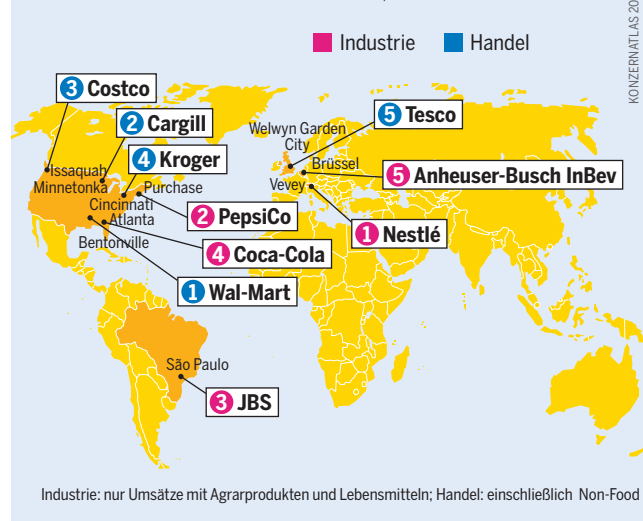 Industrie
Handel
KONZERNATLAS 20
3 Costco
2 Cargill
4 Kroger
Issaquah
Minnetonka
Cincinnati
Purchase
Atlanta
Bentonville
2 PepsiCo
4 Coca-Cola
1 Wal-Mart
Welwyn Garden
City
5 Tesco
Brüssel
5 Anheuser-Busch InBev
Vevey
1 Nestlé
São Paulo
3 JBS
Industrie: nur Umsätze mit Agrarprodukten und Lebensmitteln; Handel: einschließlich Non-Food